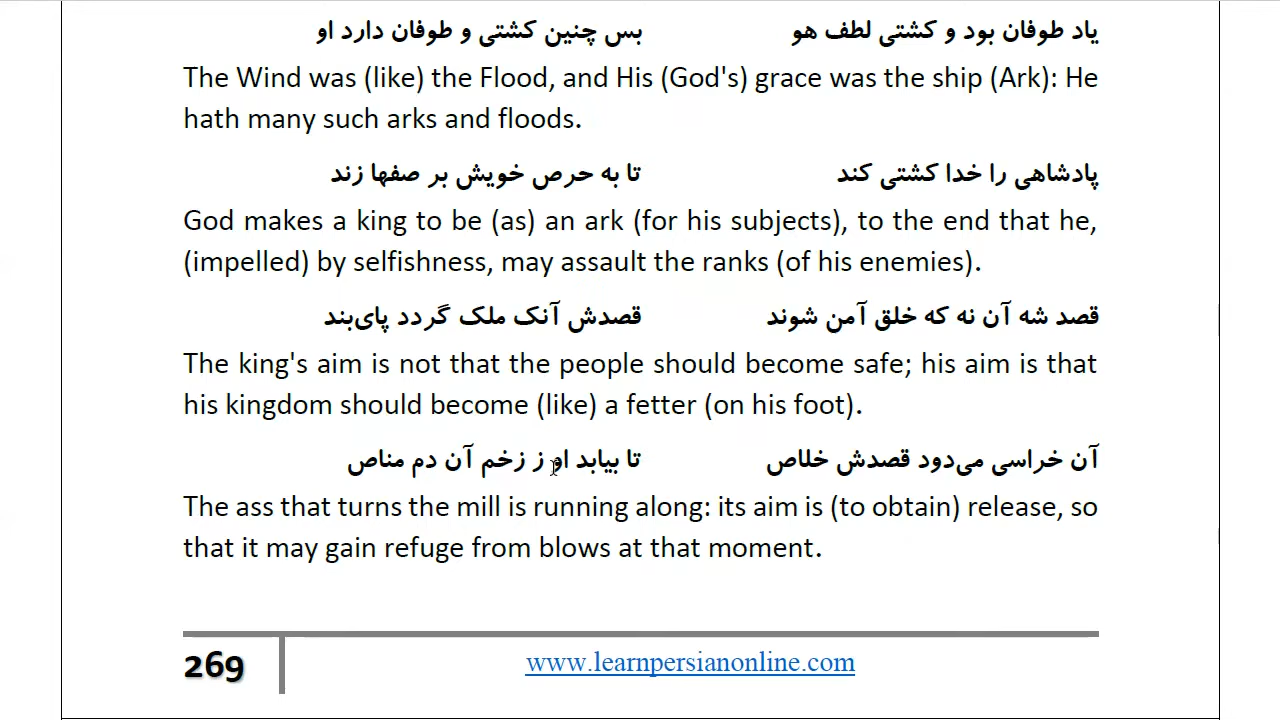 یاد طوفان بود و کشتی لطف هو بس چنین کشتی و طوفان دارد او
The Wind was (like) the Flood, and His (God's) grace was the ship (Ark): He
hath many such arks and floods.
پادشاهی را خدا کشتی کند تا به حرص خویش بر صفها زند
God makes a king to be (as) an ark (for his subjects), to the end that he,
(impelled) by selfishness, may assault the ranks (of his enemies).
قصد شه آن نه که خلق آمن شوند قصدش آنک ملک گردد پای‌بند
The king's aim is not that the people should become safe; his aim is that
his kingdom should become (like) a fetter (on his foot).
آن خراسی می‌دود قصدش خلاص تا بیابد او ز زخم آن دم مناص
The ass that turns the mill is running along: its aim is (to obtain) release, so
that it may gain refuge from blows at that moment.
269 www.learnpersianonline.com